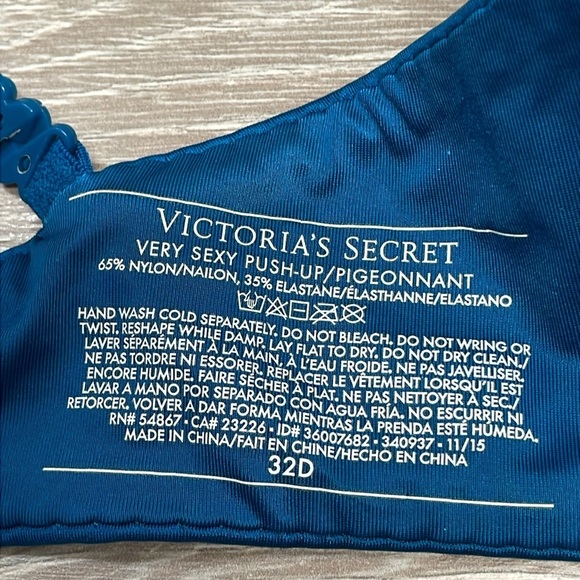 VICTORIA'S SECRET
VERY SEXY PUSH-UP/PIGEONNANT
65% NYLON/NAILON, 35% ELASTANE/ÉLASTHANNE/ELASTANO
HAND WASH COLD SEPARATELY. DO NOT BLEACH. DO NOT WRING OR
TWIST. RESHAPE WHILE DAMP. LAY FLAT TO DRY. DO NOT DRY CLEAN./
LAVER SÉPARÉMENT À LA MAIN, À L'EAU FROIDE. NE PAS JAVELLISER.
NE PAS TORDRE NI ESSORER. REPLACER LE VÊTEMENT LORSQU'IL EST
ENCORE HUMIDE. FAIRE SÉCHER À PLAT. NE PAS NETTOYER À SEC./
LAVAR A MANO POR SEPARADO CON AGUA FRÍA. NO ESCURRIR NI
RETORCER. VOLVER A DAR FORMA MIENTRAS LA PRENDA ESTÉ HÚMEDA.
RN# 54867 • CA# 23226 • ID# 36007682 • 340937 • 11/15
MADE IN CHINA/FAIT EN CHINE/HECHO EN CHINA
32D